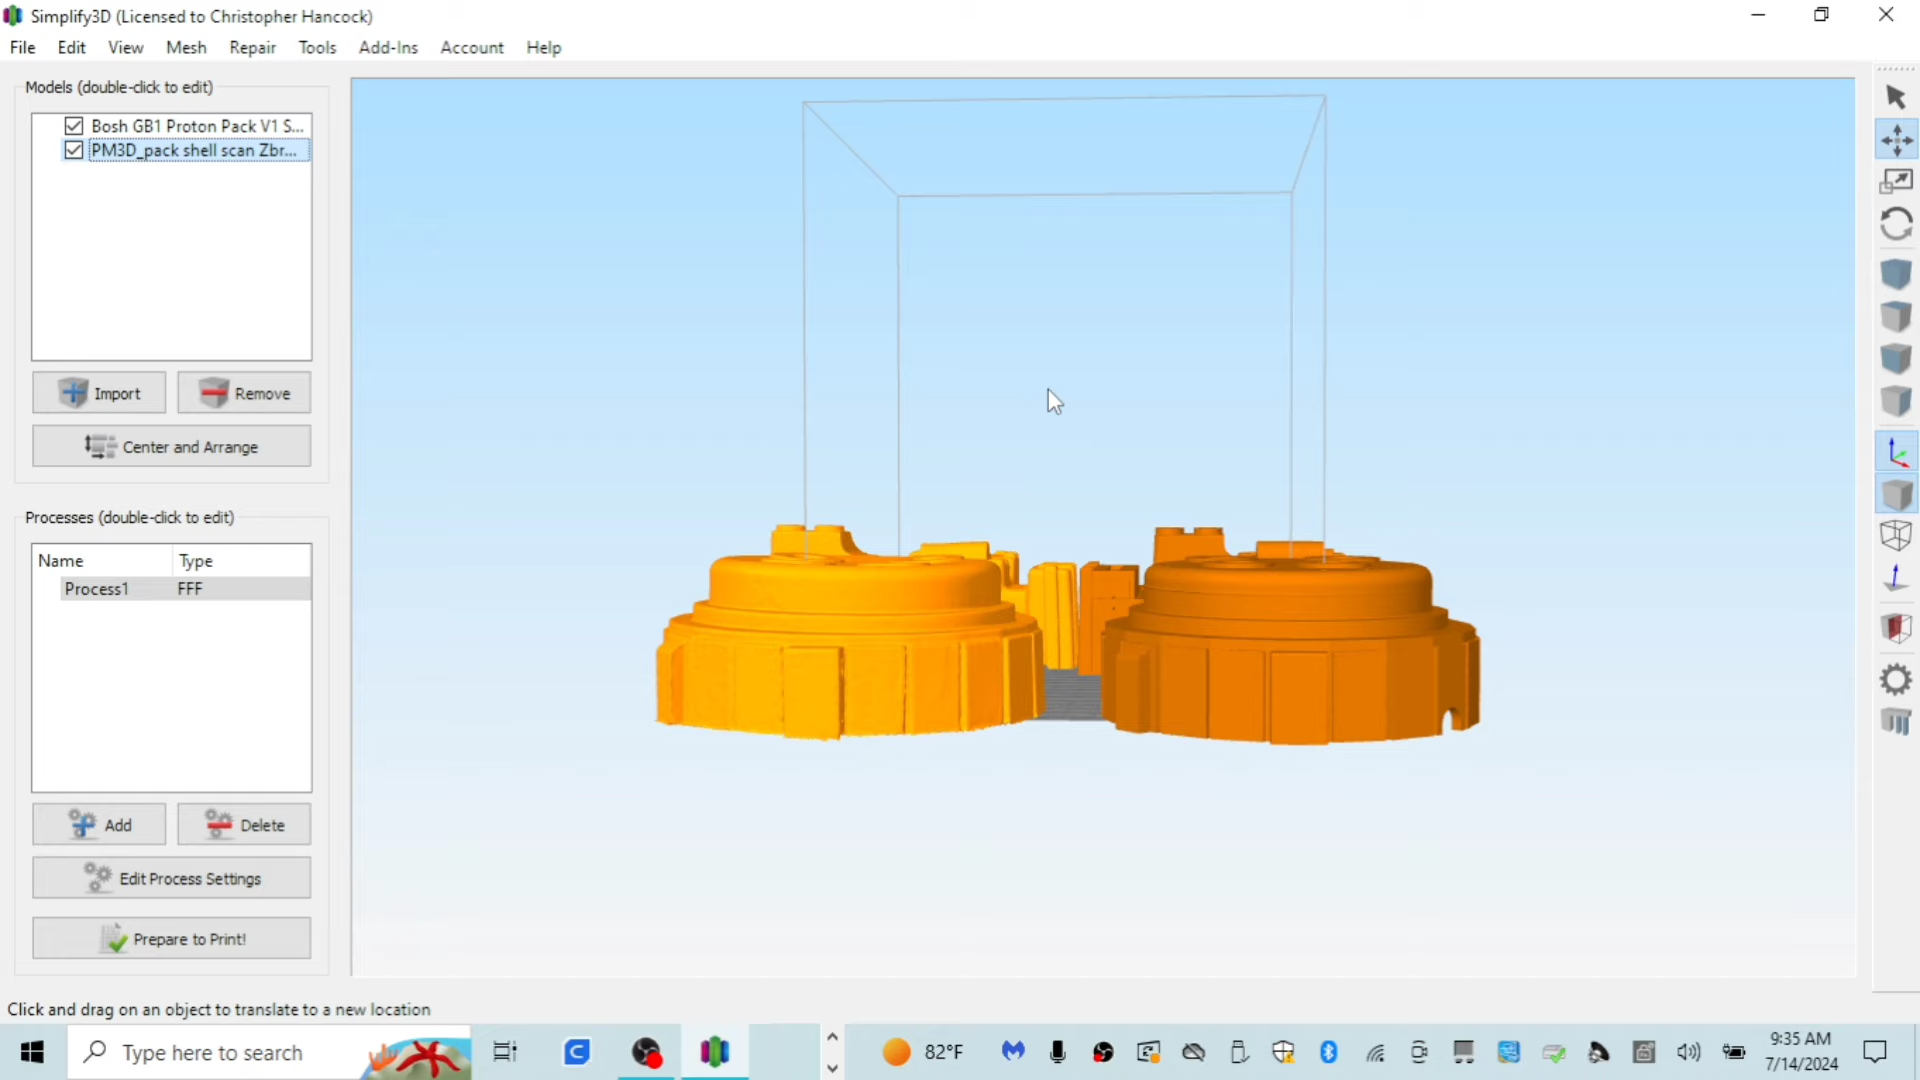 Simplify3D (Licensed to Christopher Hancock)
File Edit View Mesh Repair Tools Add-Ins Account Help
Models (double-click to edit)
Bosh GB1 Proton Pack V1 S...
PM3D_pack shell scan Zbr...
Import Remove
Center and Arrange
Processes (double-click to edit)
Name Type
Process1 FFF
Add Delete
Edit Process Settings
Prepare to Print!
Click and drag on an object to translate to a new location
Type here to search
82°F
9:35 AM
7/14/2024